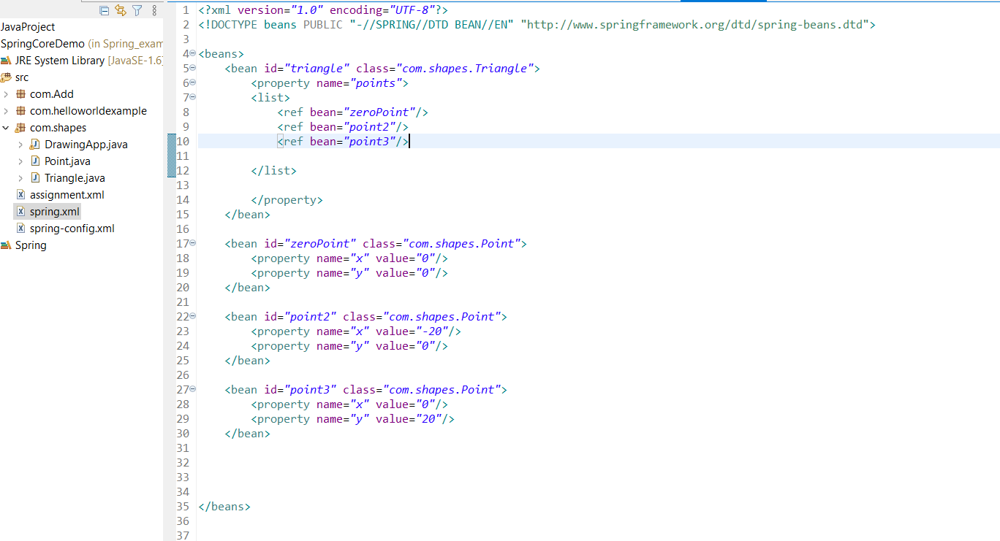 JavaProject
SpringCoreDemo (in Spring_exam
JRE System Library [JavaSE-1.6]
src
com.Add
com.helloworldexample
com.shapes
DrawingApp.java
Point.java
Triangle.java
assignment.xml
spring.xml
spring-config.xml
Spring
1 <?xml version="1.0" encoding="UTF-8"?>
2 <!DOCTYPE beans PUBLIC "-//SPRING//DTD BEAN//EN" "http://www.springframework.org/dtd/spring-beans.dtd">
3
4 <beans>
5 <bean id="triangle" class="com.shapes.Triangle">
6 <property name="points">
7 <list>
8 <ref bean="zeroPoint"/>
9 <ref bean="point2"/>
10 <ref bean="point3"/>
11
12 </list>
13
14 </property>
15 </bean>
16
17 <bean id="zeroPoint" class="com.shapes.Point">
18 <property name="x" value="0"/>
19 <property name="y" value="0"/>
20 </bean>
21
22 <bean id="point2" class="com.shapes.Point">
23 <property name="x" value="-20"/>
24 <property name="y" value="0"/>
25 </bean>
26
27 <bean id="point3" class="com.shapes.Point">
28 <property name="x" value="0"/>
29 <property name="y" value="20"/>
30 </bean>
31
32
33
34
35 </beans>
36
37